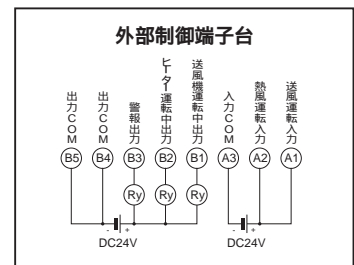 外部制御端子台
出力COM
出力COM
警報出力
ヒーター運転中出力
送風機運転中出力
入力COM
熱風運転入力
送風運転入力
B5 B4 B3 B2 B1 A3 A2 A1
Ry Ry Ry
- + - +
DC24V DC24V